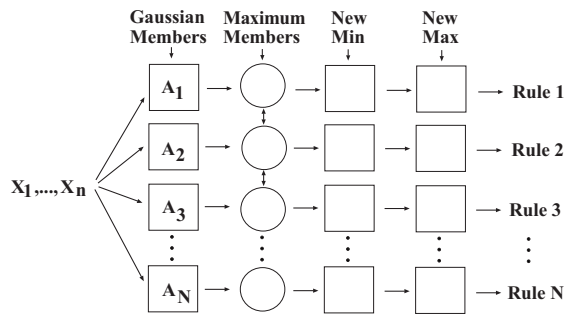 Gaussian Members
Maximum Members
New Min
New Max
A1
Rule 1
A2
Rule 2
X1,...,Xn
A3
Rule 3
AN
Rule N